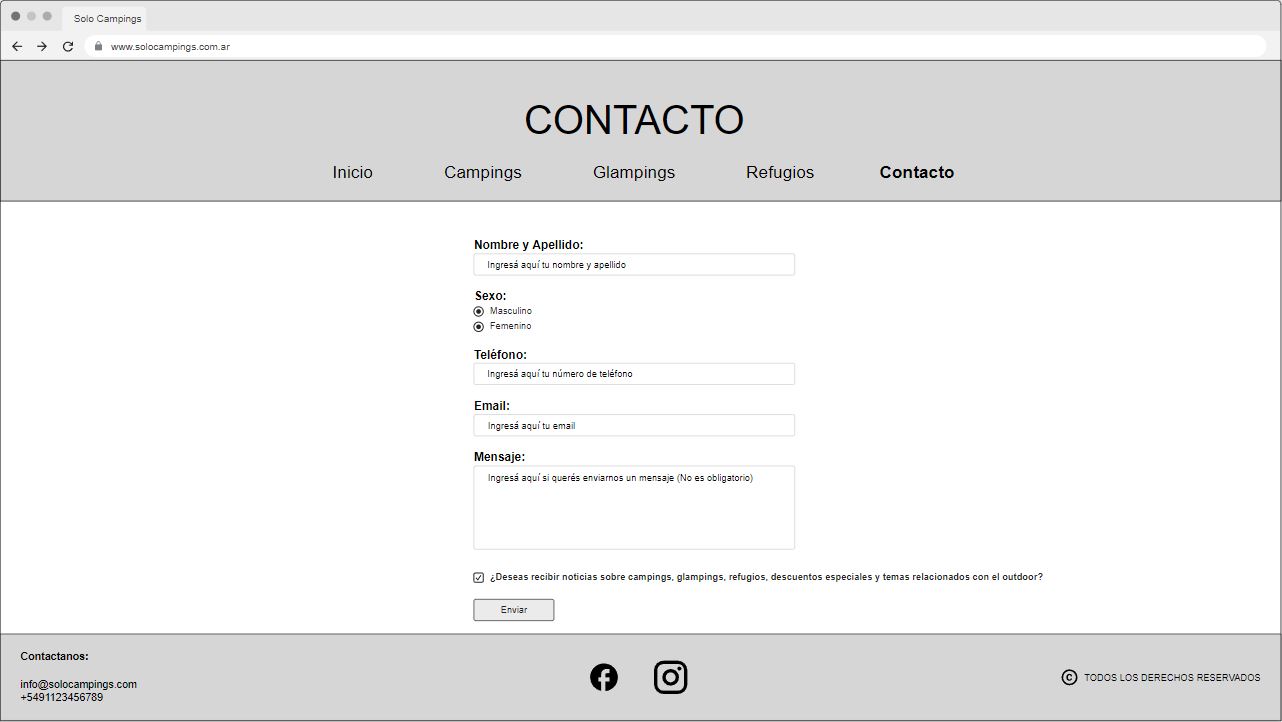 Solo Campings
www.solocampings.com.ar
CONTACTO
Inicio Campings Glampings Refugios Contacto
Nombre y Apellido:
Ingresá aquí tu nombre y apellido
Sexo:
Masculino
Femenino
Teléfono:
Ingresá aquí tu número de teléfono
Email:
Ingresá aquí tu email
Mensaje:
Ingresá aquí si querés enviarnos un mensaje (No es obligatorio)
¿Deseas recibir noticias sobre campings, glampings, refugios, descuentos especiales y temas relacionados con el outdoor?
Enviar
Contactanos:
info@solocampings.com
+5491123456789
© TODOS LOS DERECHOS RESERVADOS